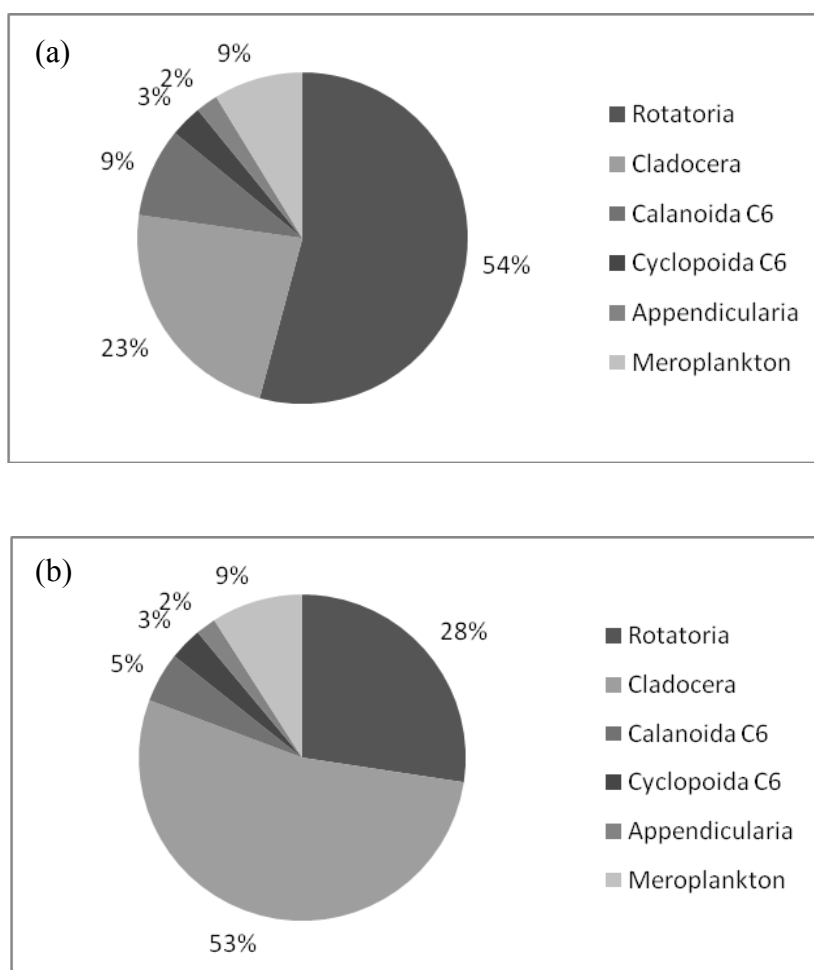 (a)
9%
2%
3%
9%
23%
54%
Rotatoria
Cladocera
Calanoida C6
Cyclopoida C6
Appendicularia
Meroplankton
(b)
9%
2%
3%
5%
28%
53%
Rotatoria
Cladocera
Calanoida C6
Cyclopoida C6
Appendicularia
Meroplankton